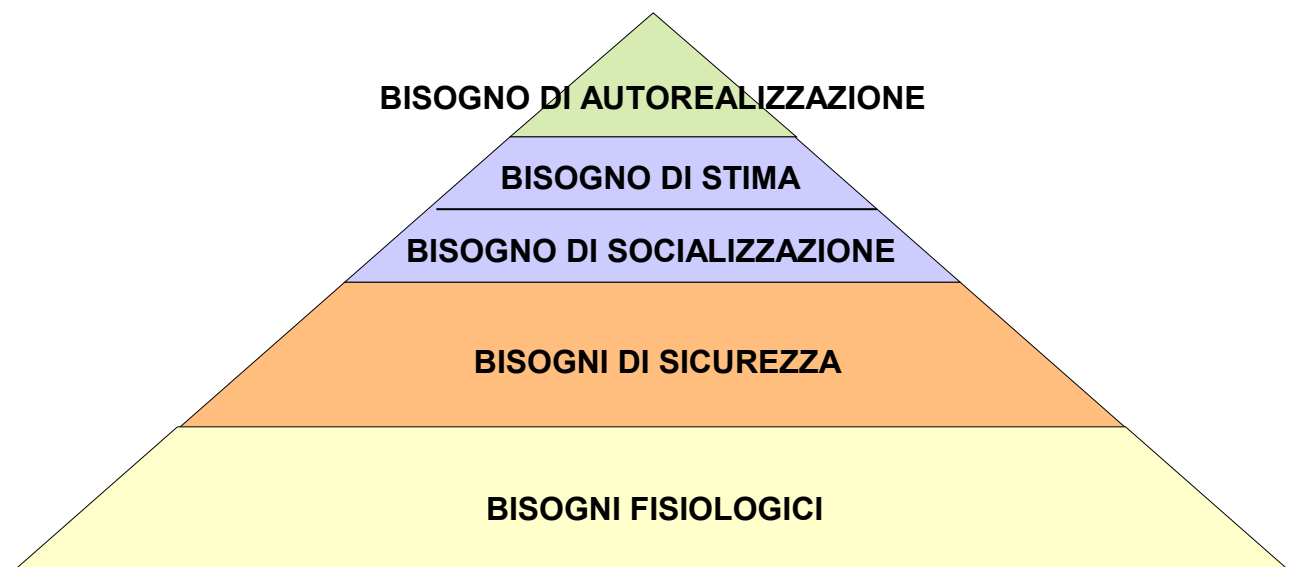 BISOGNO DI AUTOREALIZZAZIONE
BISOGNO DI STIMA
BISOGNO DI SOCIALIZZAZIONE
BISOGNI DI SICUREZZA
BISOGNI FISIOLOGICI